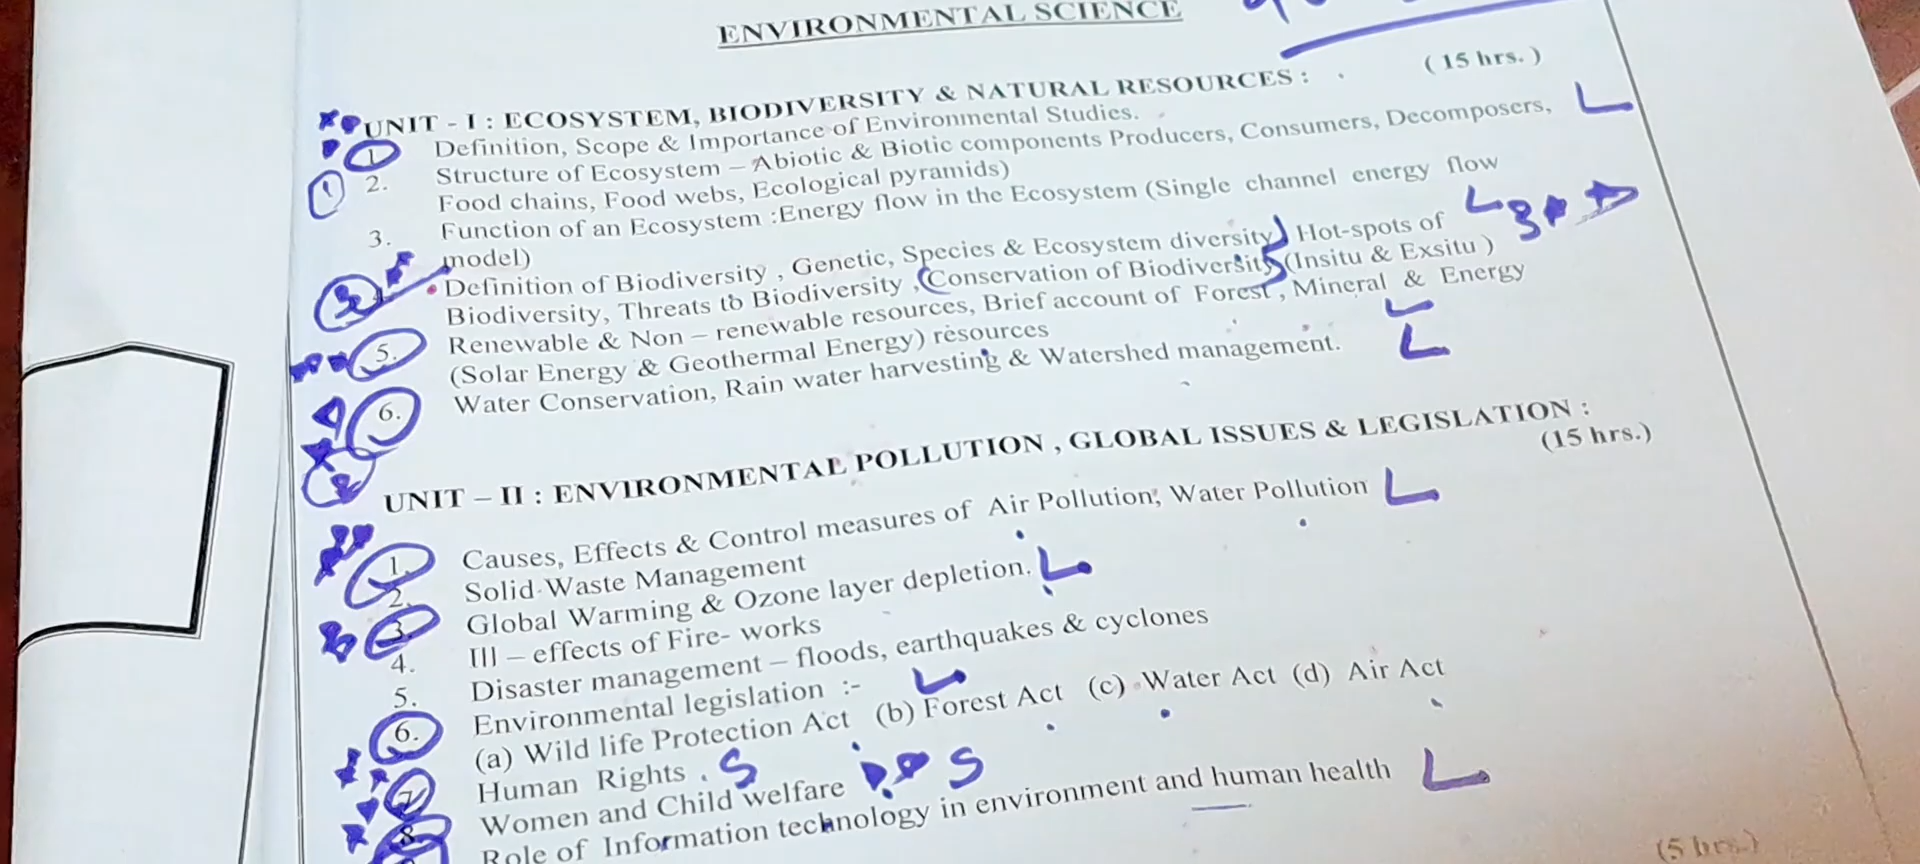 ENVIRONMENTAL SCIENCE
UNIT - I : ECOSYSTEM, BIODIVERSITY & NATURAL RESOURCES : (15 hrs.)
1. Definition, Scope & Importance of Environmental Studies.
2. Structure of Ecosystem – Abiotic & Biotic components Producers, Consumers, Decomposers, L
Food chains, Food webs, Ecological pyramids)
3. Function of an Ecosystem :Energy flow in the Ecosystem (Single channel energy flow
model)
Definition of Biodiversity , Genetic, Species & Ecosystem diversity) Hot-spots of L
Biodiversity, Threats to Biodiversity , (Conservation of Biodiversity (Insitu & Exsitu )
5. Renewable & Non – renewable resources, Brief account of Forest , Mineral & Energy
(Solar Energy & Geothermal Energy) resources L
6. Water Conservation, Rain water harvesting & Watershed management.
UNIT – II : ENVIRONMENTAL POLLUTION , GLOBAL ISSUES & LEGISLATION :
(15 hrs.)
1. Causes, Effects & Control measures of Air Pollution, Water Pollution L
2. Solid Waste Management
3. Global Warming & Ozone layer depletion. L
4. Ill – effects of Fire- works
5. Disaster management – floods, earthquakes & cyclones
6. Environmental legislation :- L
(a) Wild life Protection Act (b) Forest Act (c) Water Act (d) Air Act
7. Human Rights . S
8. Women and Child welfare S
Role of Information technology in environment and human health L
(5 hrs.)